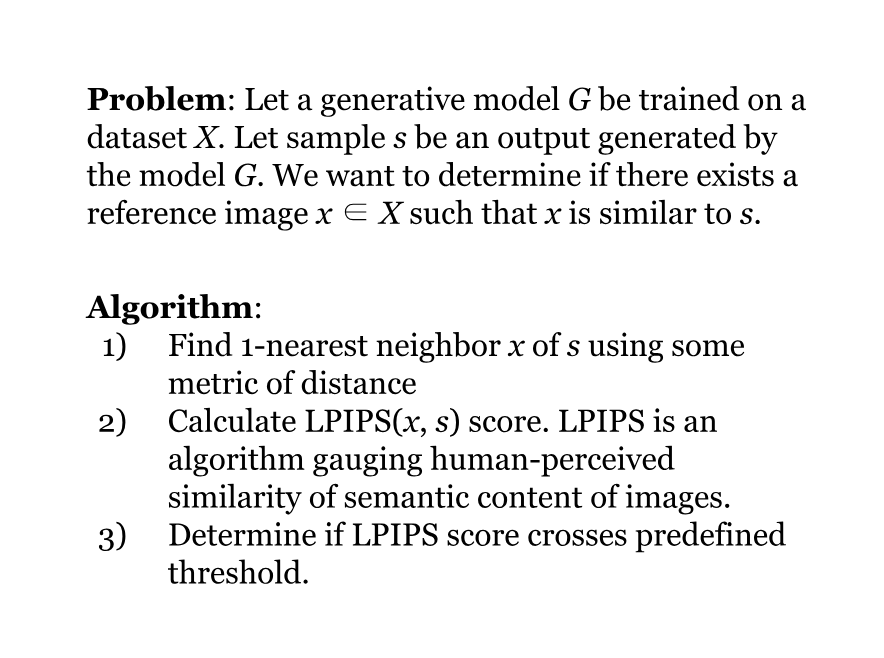 Problem: Let a generative model G be trained on a
dataset X. Let sample s be an output generated by
the model G. We want to determine if there exists a
reference image x ∈ X such that x is similar to s.
Algorithm:
1) Find 1-nearest neighbor x of s using some
metric of distance
2) Calculate LPIPS(x, s) score. LPIPS is an
algorithm gauging human-perceived
similarity of semantic content of images.
3) Determine if LPIPS score crosses predefined
threshold.